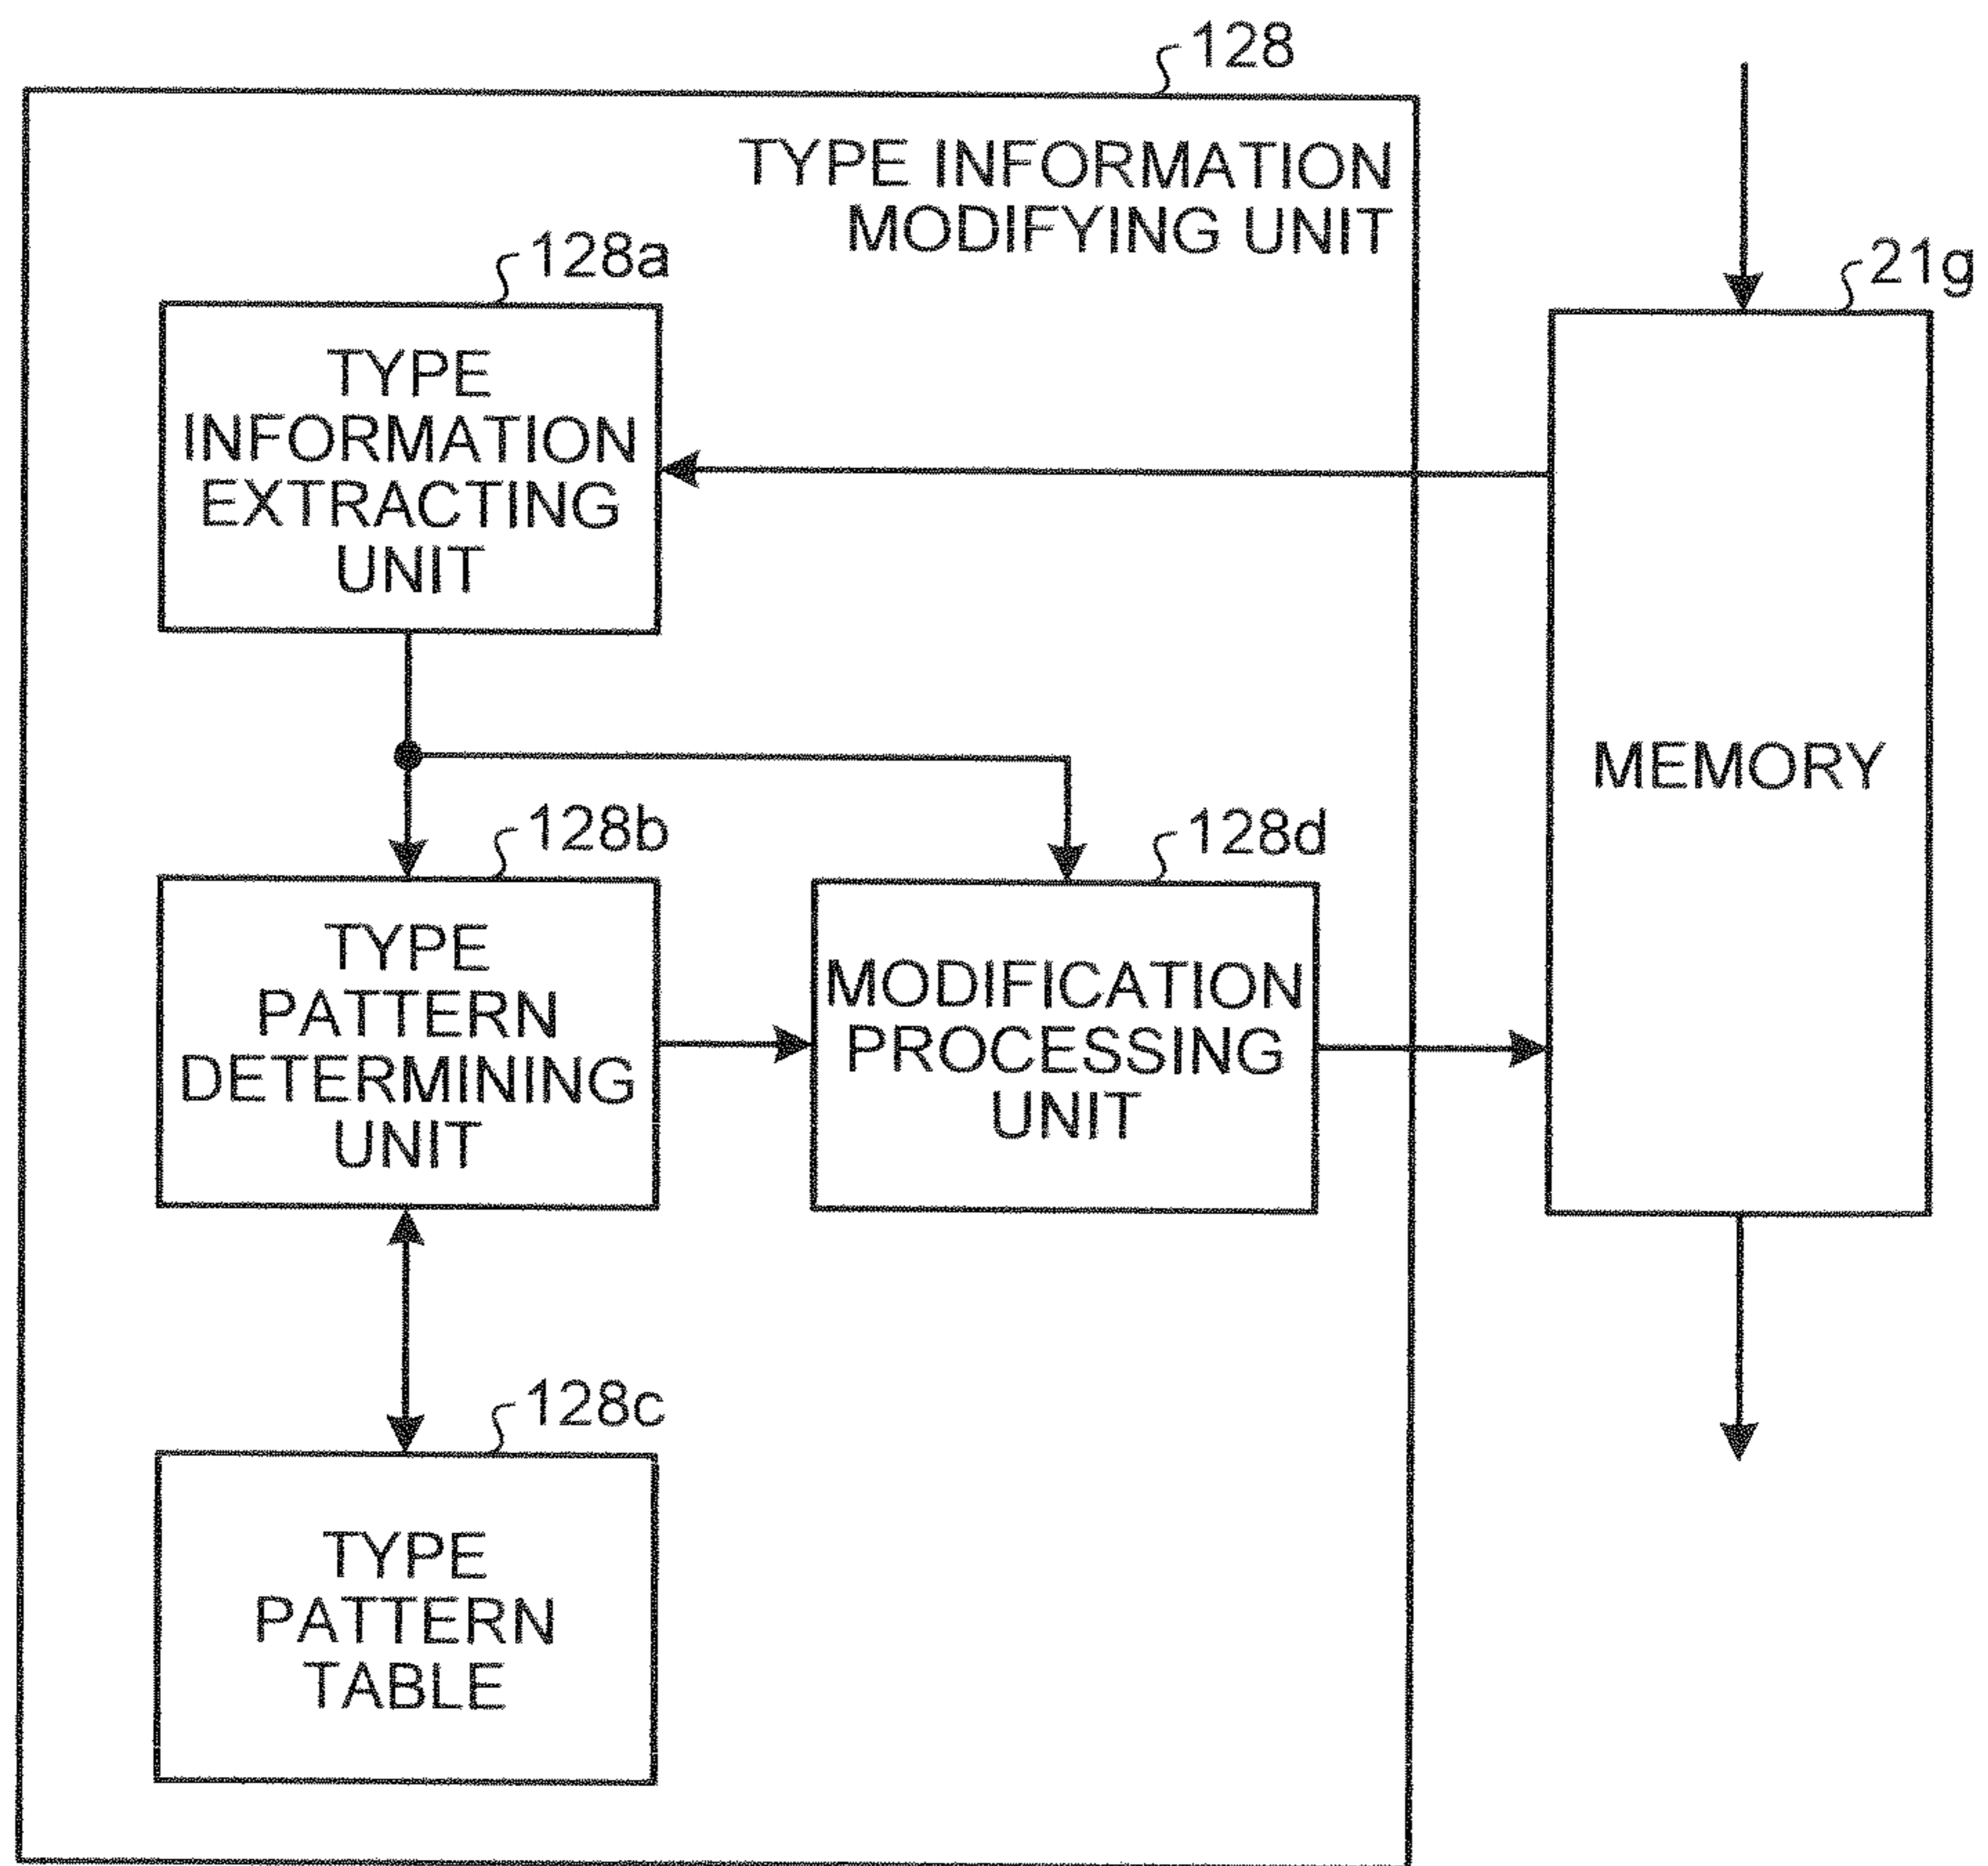 128
TYPE INFORMATION
MODIFYING UNIT
128a
21g
TYPE
INFORMATION
EXTRACTING
UNIT
MEMORY
128b
128d
TYPE
PATTERN
DETERMINING
UNIT
MODIFICATION
PROCESSING
UNIT
128c
TYPE
PATTERN
TABLE